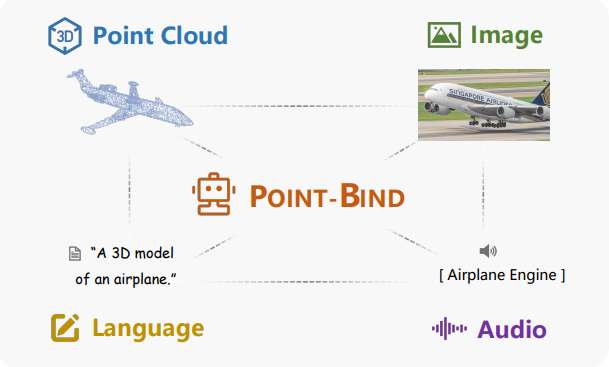 3D Point Cloud
Image
SINGAPORE AIRLINES
POINT-BIND
“A 3D model
of an airplane.”
[ Airplane Engine ]
Language
Audio